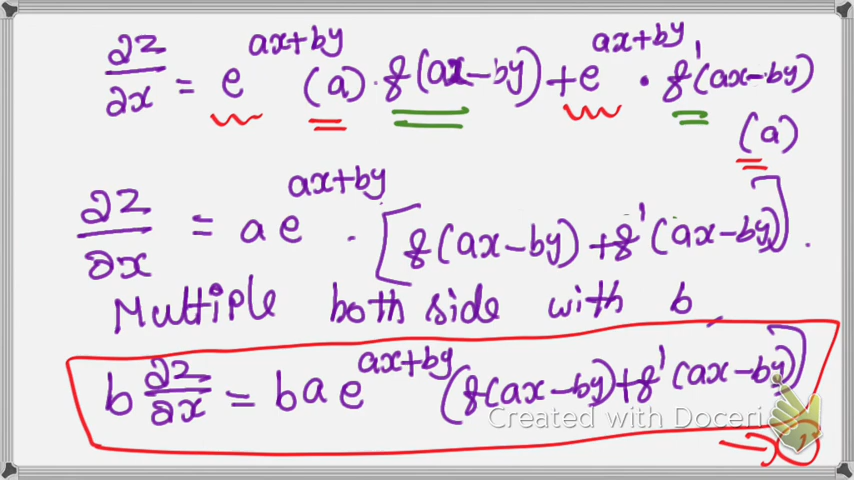 ∂z/∂x = e^(ax+by) (a) · f(ax-by) + e^(ax+by) · f'(ax-by)
(a)
∂z/∂x = a e^(ax+by) · [f(ax-by) + f'(ax-by)].
Multiple both side with b
b ∂z/∂x = b a e^(ax+by) (f(ax-by) + f'(ax-by))
Created with Doceri